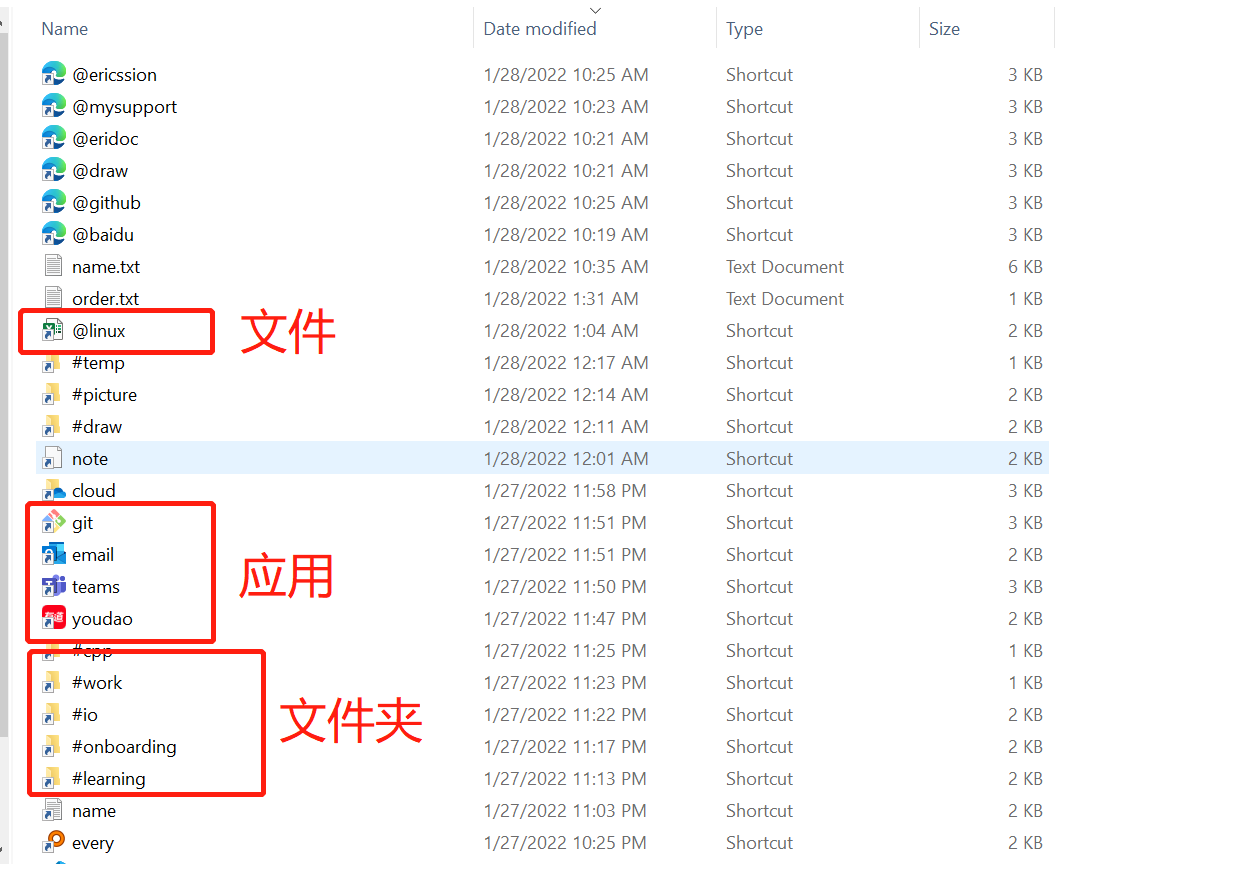 Name Date modified Type Size
@ericssion 1/28/2022 10:25 AM Shortcut 3 KB
@mysupport 1/28/2022 10:23 AM Shortcut 3 KB
@eridoc 1/28/2022 10:21 AM Shortcut 3 KB
@draw 1/28/2022 10:21 AM Shortcut 3 KB
@github 1/28/2022 10:25 AM Shortcut 3 KB
@baidu 1/28/2022 10:19 AM Shortcut 3 KB
name.txt 1/28/2022 10:35 AM Text Document 6 KB
order.txt 1/28/2022 1:31 AM Text Document 1 KB
@linux 文件 1/28/2022 1:04 AM Shortcut 2 KB
#temp 1/28/2022 12:17 AM Shortcut 1 KB
#picture 1/28/2022 12:14 AM Shortcut 2 KB
#draw 1/28/2022 12:11 AM Shortcut 2 KB
note 1/28/2022 12:01 AM Shortcut 2 KB
cloud 1/27/2022 11:58 PM Shortcut 3 KB
git 1/27/2022 11:51 PM Shortcut 3 KB
email 1/27/2022 11:51 PM Shortcut 2 KB
teams 应用 1/27/2022 11:50 PM Shortcut 3 KB
youdao 1/27/2022 11:47 PM Shortcut 2 KB
#cpp 1/27/2022 11:25 PM Shortcut 1 KB
#work 1/27/2022 11:23 PM Shortcut 1 KB
#io 文件夹 1/27/2022 11:22 PM Shortcut 2 KB
#onboarding 1/27/2022 11:17 PM Shortcut 2 KB
#learning 1/27/2022 11:13 PM Shortcut 2 KB
name 1/27/2022 11:03 PM Shortcut 2 KB
every 1/27/2022 10:25 PM Shortcut 2 KB